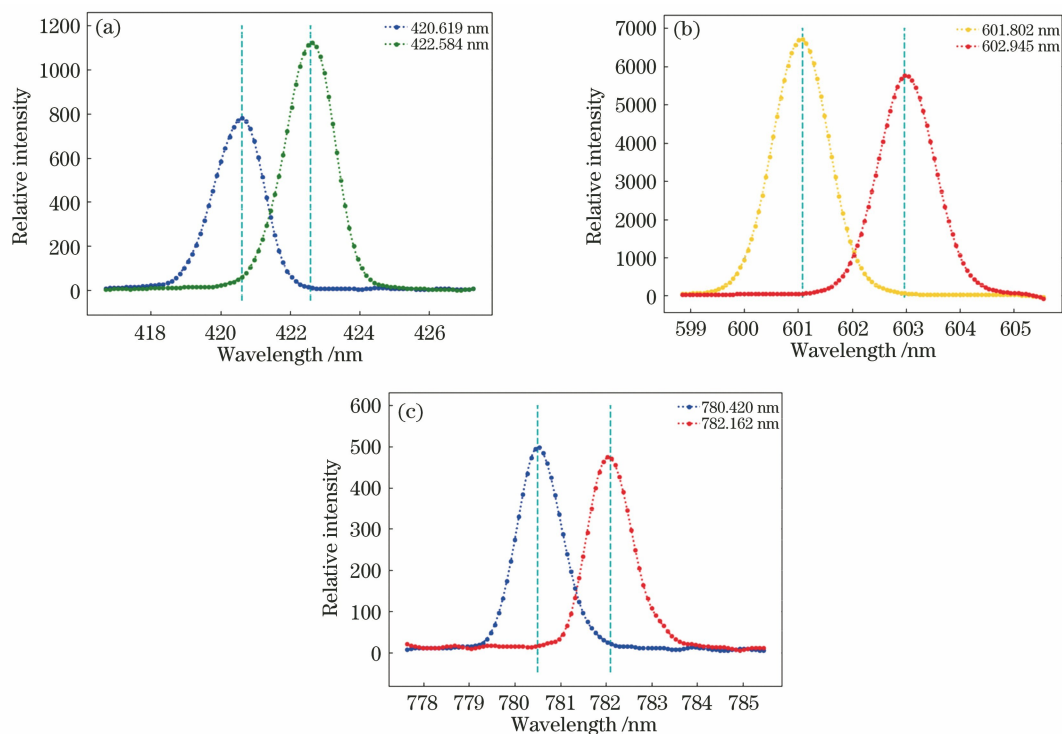 (a)
420.619 nm
422.584 nm
1200
1000
800
600
400
200
0
Relative intensity
418 420 422 424 426
Wavelength /nm
(b)
601.802 nm
602.945 nm
7000
6000
5000
4000
3000
2000
1000
0
Relative intensity
599 600 601 602 603 604 605
Wavelength /nm
(c)
780.420 nm
782.162 nm
600
500
400
300
200
100
0
Relative intensity
778 779 780 781 782 783 784 785
Wavelength /nm